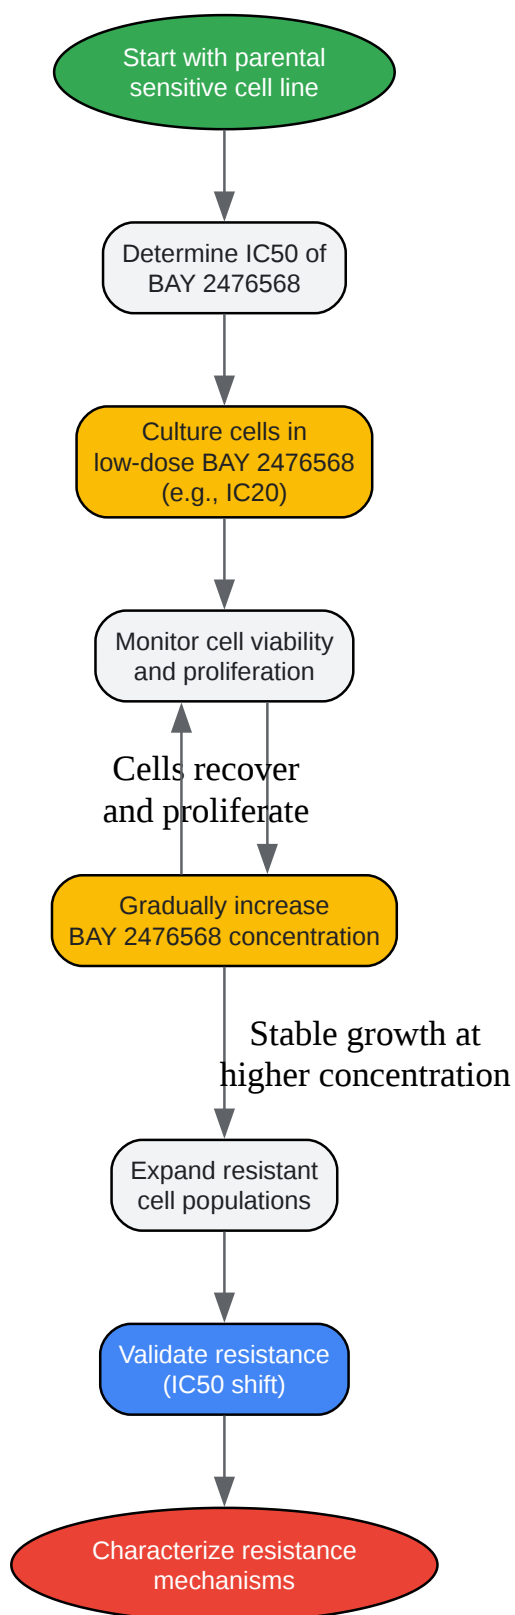 Start with parental
sensitive cell line
Determine IC50 of
BAY 2476568
Culture cells in
low-dose BAY 2476568
(e.g., IC20)
Monitor cell viability
and proliferation
Cells recover
and proliferate
Gradually increase
BAY 2476568 concentration
Stable growth at
higher concentration
Expand resistant
cell populations
Validate resistance
(IC50 shift)
Characterize resistance
mechanisms